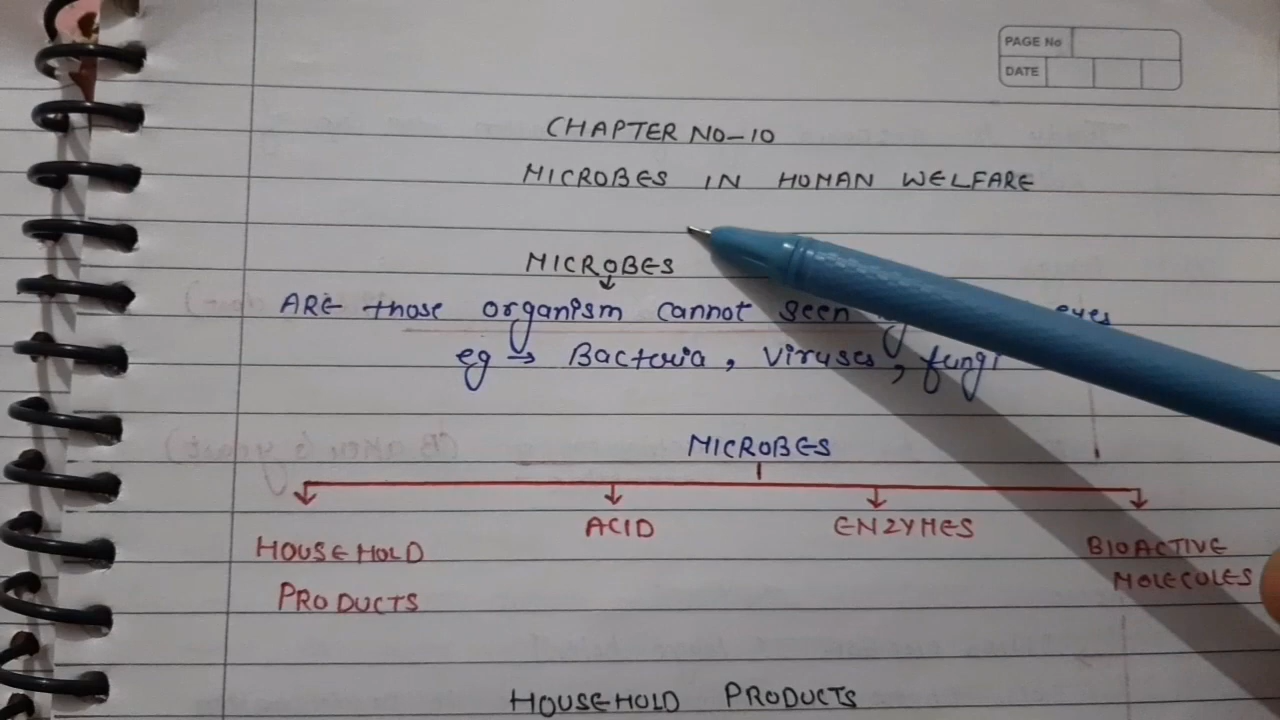 PAGE No
DATE
CHAPTER NO-10
MICROBES IN HUMAN WELFARE
MICROBES
ARE those organism cannot seen eyes
eg → Bacteria, Viruses, fungi
MICROBES
HOUSEHOLD PRODUCTS
ACID
ENZYMES
BIOACTIVE MOLECULES
HOUSEHOLD PRODUCTS